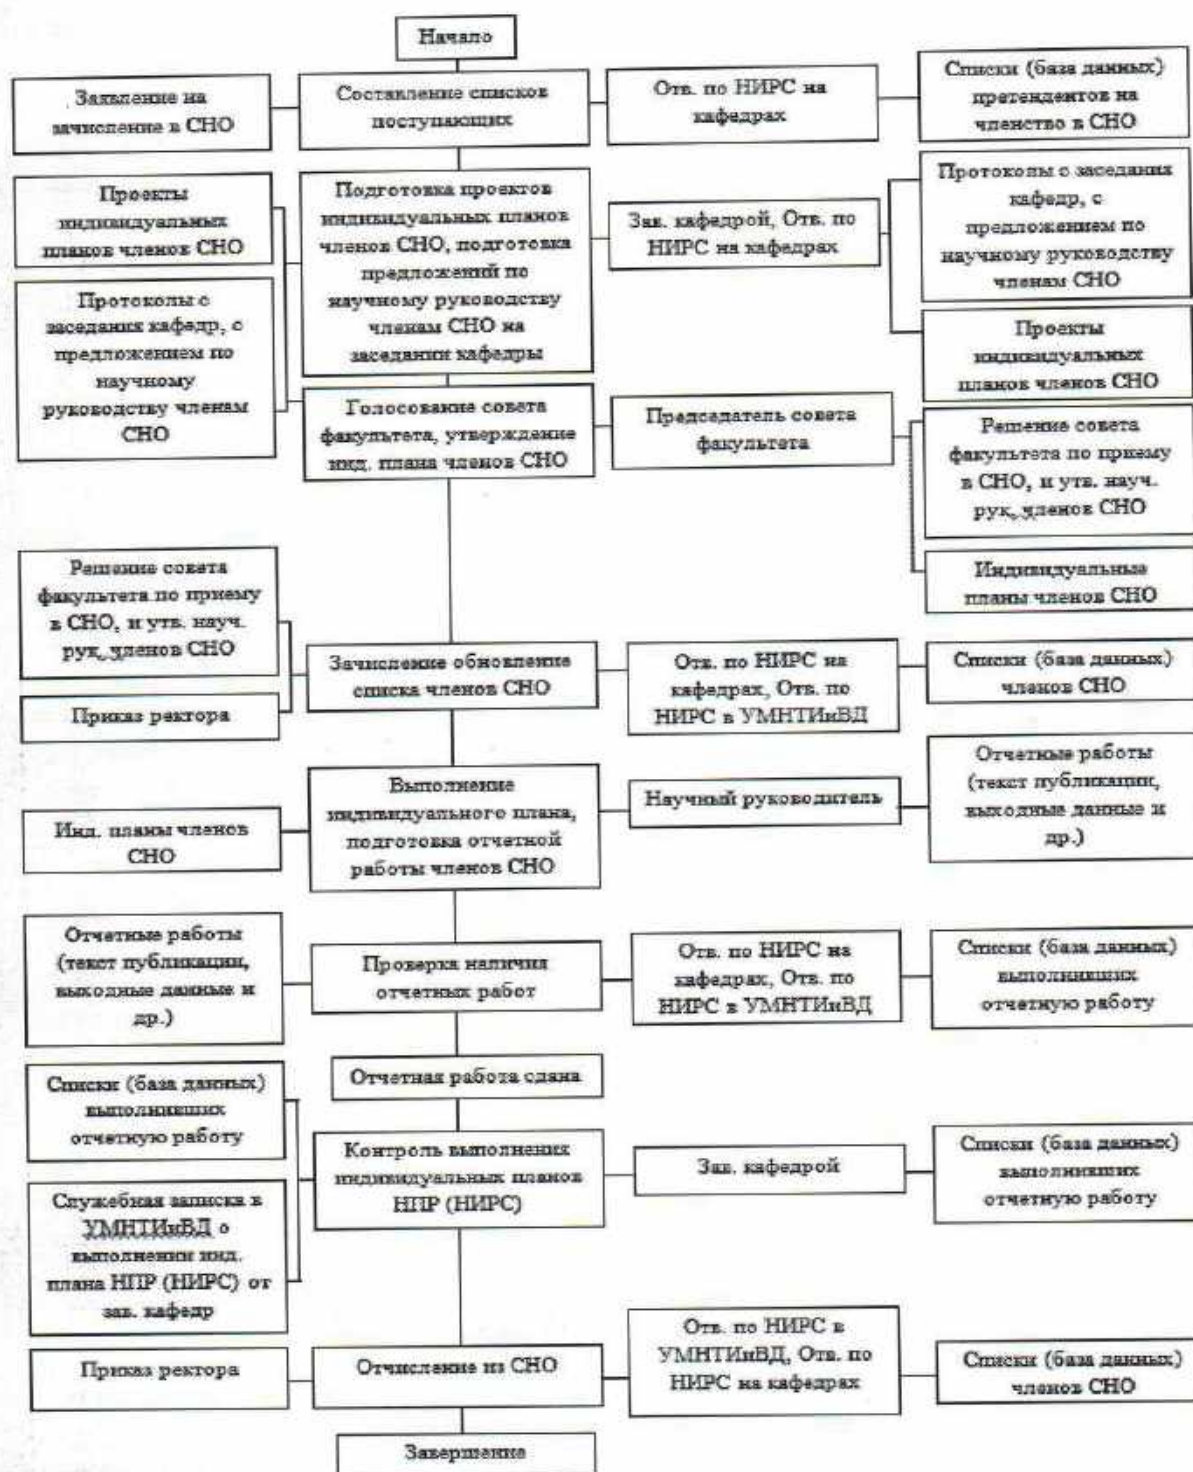 Начало
Заявление на
зачисление в СНО
Составление списков
поступающих
Отв. по НИРС на
кафедрах
Списки (база данных)
претендентов на
членство в СНО
Проекты
индивидуальных
планов членов СНО
Протоколы с
заседания кафедр, с
предложением по
научному
руководству членам
СНО
Подготовка проектов
индивидуальных планов
членов СНО, подготовка
предложений по
научному руководству
членам СНО на
заседании кафедры
Зав. кафедрой, Отв. по
НИРС на кафедрах
Протоколы с заседания
кафедр, с
предложением по
научному руководству
членам СНО
Проекты
индивидуальных
планов членов СНО
Голосование совета
факультета, утверждение
инд. плана членов СНО
Председатель совета
факультета
Решение совета
факультета по приему
в СНО, и утв. науч.
рук. членов СНО
Индивидуальные
планы членов СНО
Решение совета
факультета по приему
в СНО, и утв. науч.
рук. членов СНО
Приказ ректора
Зачисление обновление
списка членов СНО
Отв. по НИРС на
кафедрах, Отв. по
НИРС в УМНТИиВД
Списки (база данных)
членов СНО
Инд. планы членов
СНО
Выполнение
индивидуального плана,
подготовка отчетной
работы членов СНО
Научный руководитель
Отчетные работы
(текст публикации,
выходные данные и
др.)
Отчетные работы
(текст публикации,
выходные данные и
др.)
Проверка наличия
отчетных работ
Отв. по НИРС на
кафедрах, Отв. по
НИРС в УМНТИиВД
Списки (база данных)
выполнивших
отчетную работу
Отчетная работа сдана
Списки (база данных)
выполнивших
отчетную работу
Служебная записка в
УМНТИиВД о
выполнении инд.
плана НПР (НИРС) от
зав. кафедр
Контроль выполнения
индивидуальных планов
НПР (НИРС)
Зав. кафедрой
Списки (база данных)
выполнивших
отчетную работу
Приказ ректора
Отчисление из СНО
Отв. по НИРС в
УМНТИиВД, Отв. по
НИРС на кафедрах
Списки (база данных)
членов СНО
Завершение